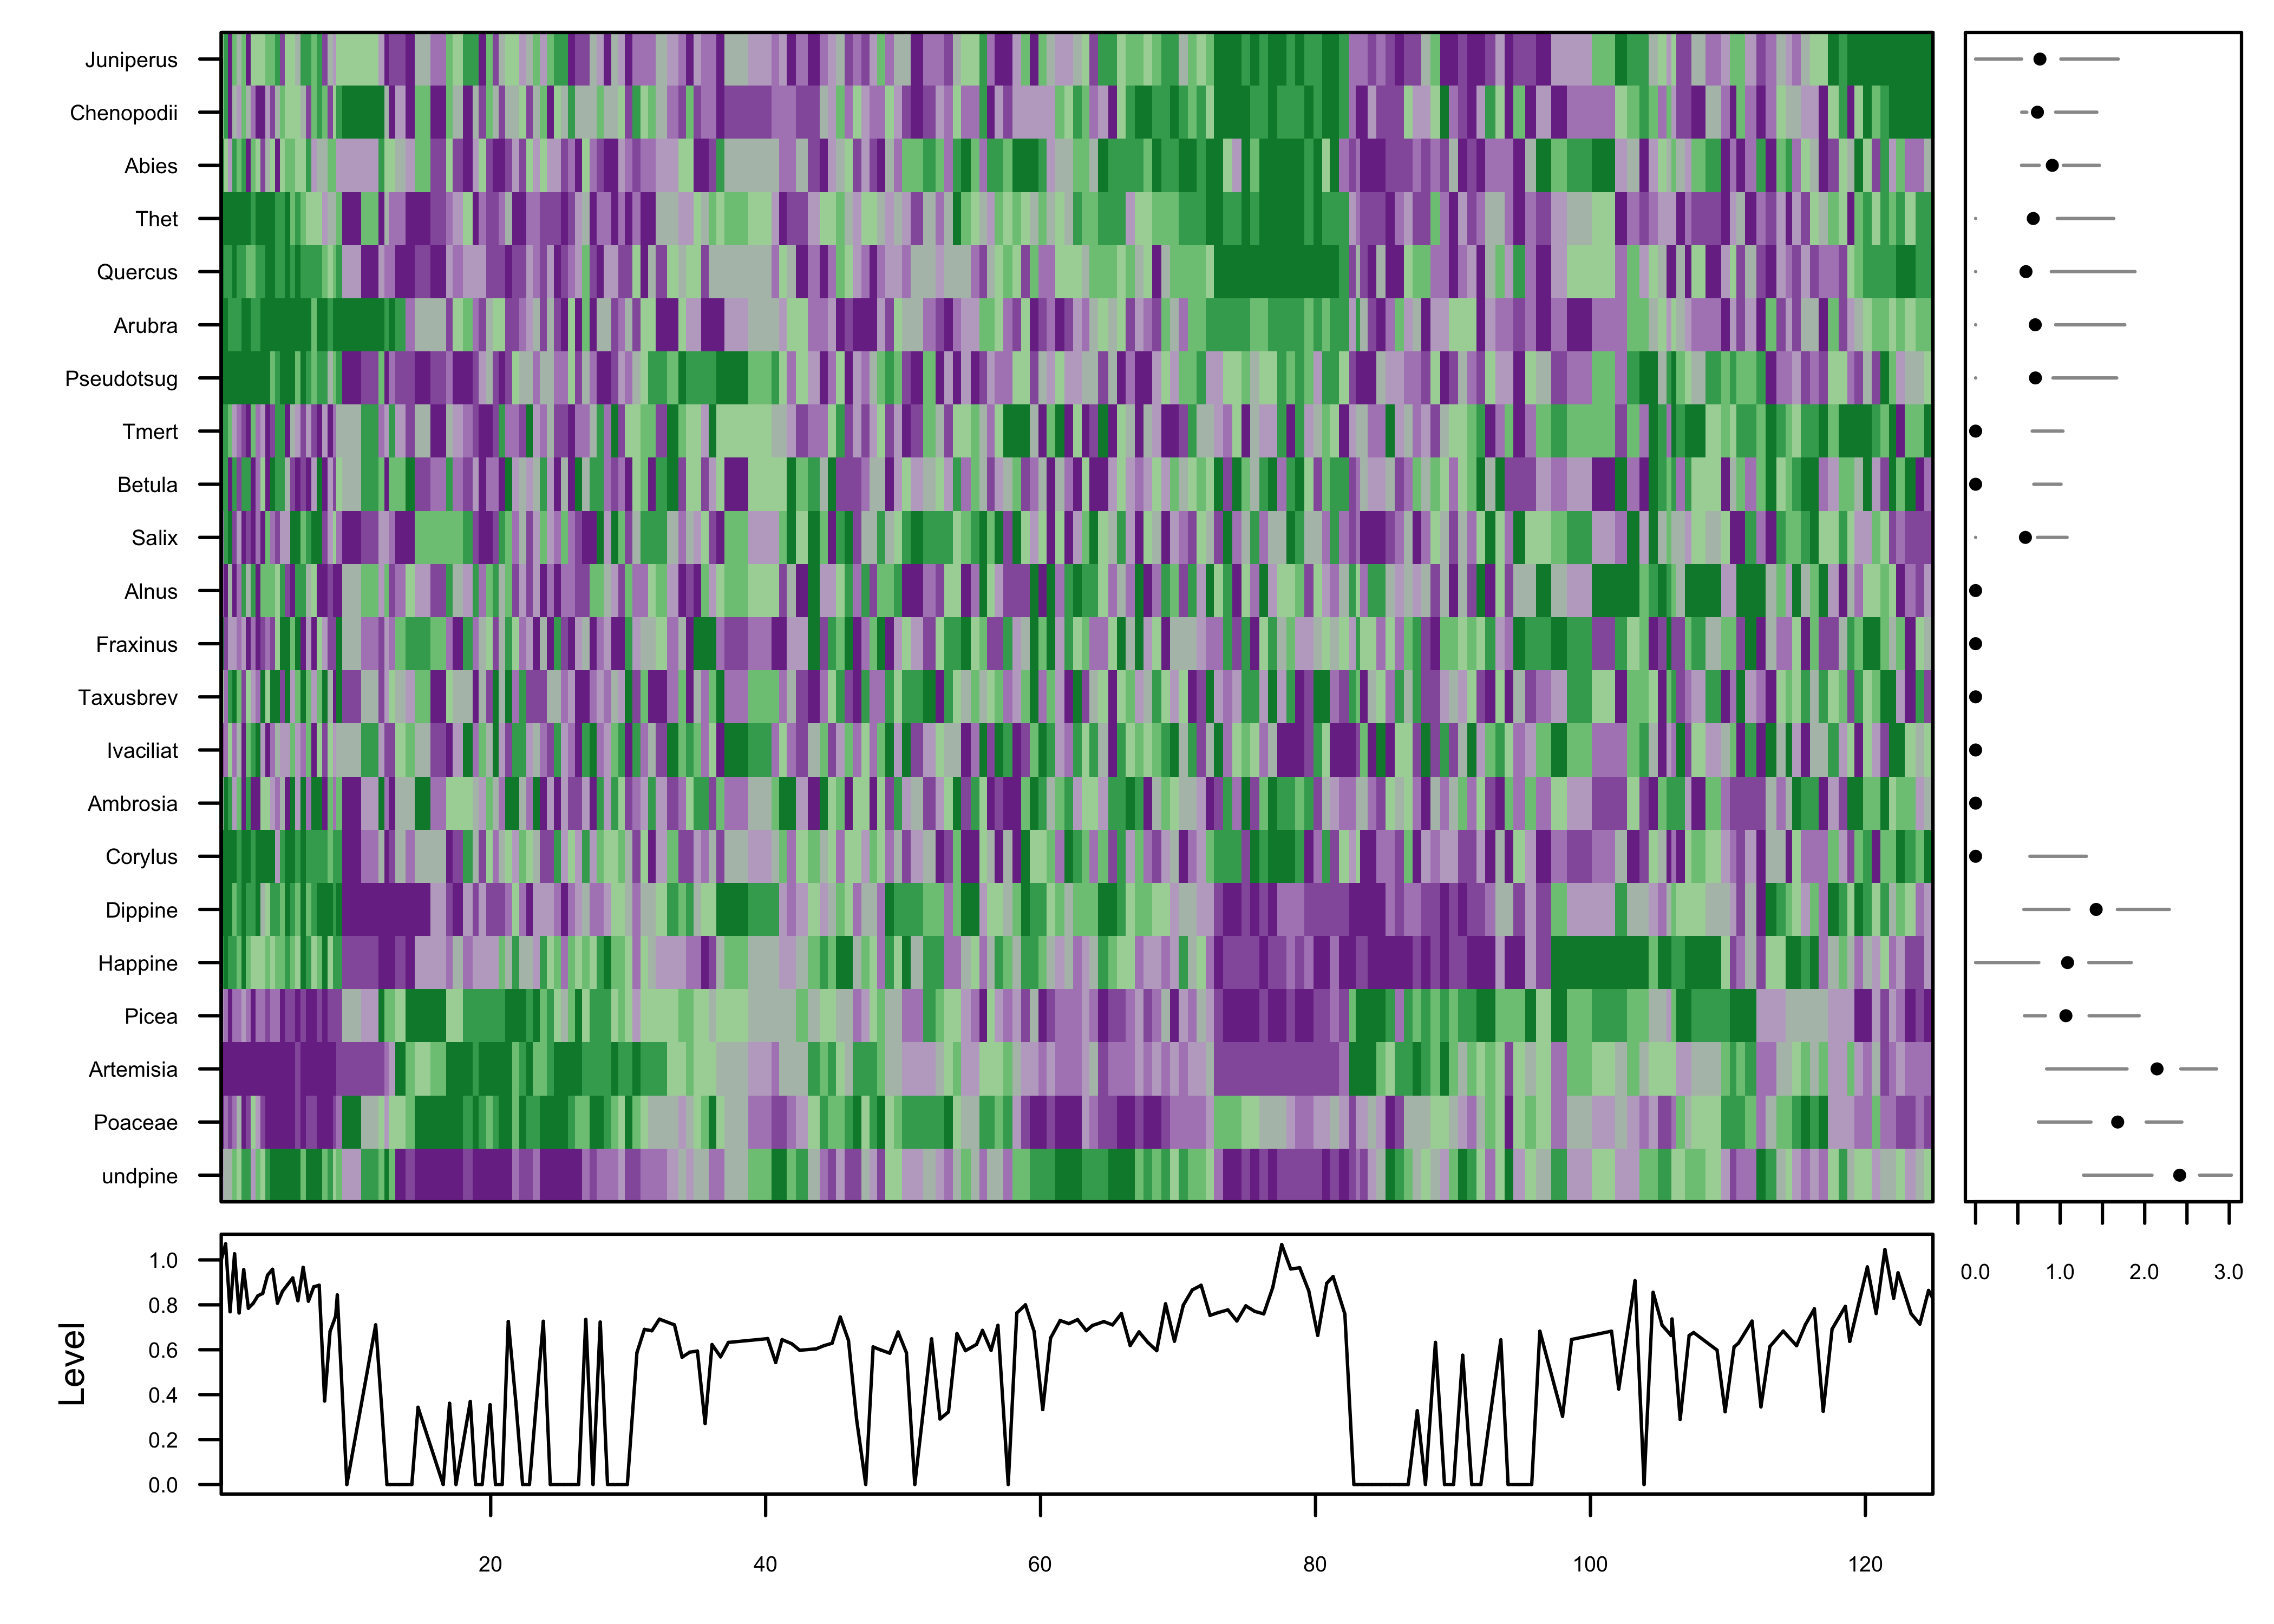 Juniperus
Chenopodii
Abies
Thet
Quercus
Arubra
Pseudotsug
Tmert
Betula
Salix
Alnus
Fraxinus
Taxusbrev
Ivaciliat
Ambrosia
Corylus
Dippine
Happine
Picea
Artemisia
Poaceae
undpine
0.0 1.0 2.0 3.0
Level
1.0
0.8
0.6
0.4
0.2
0.0
20 40 60 80 100 120